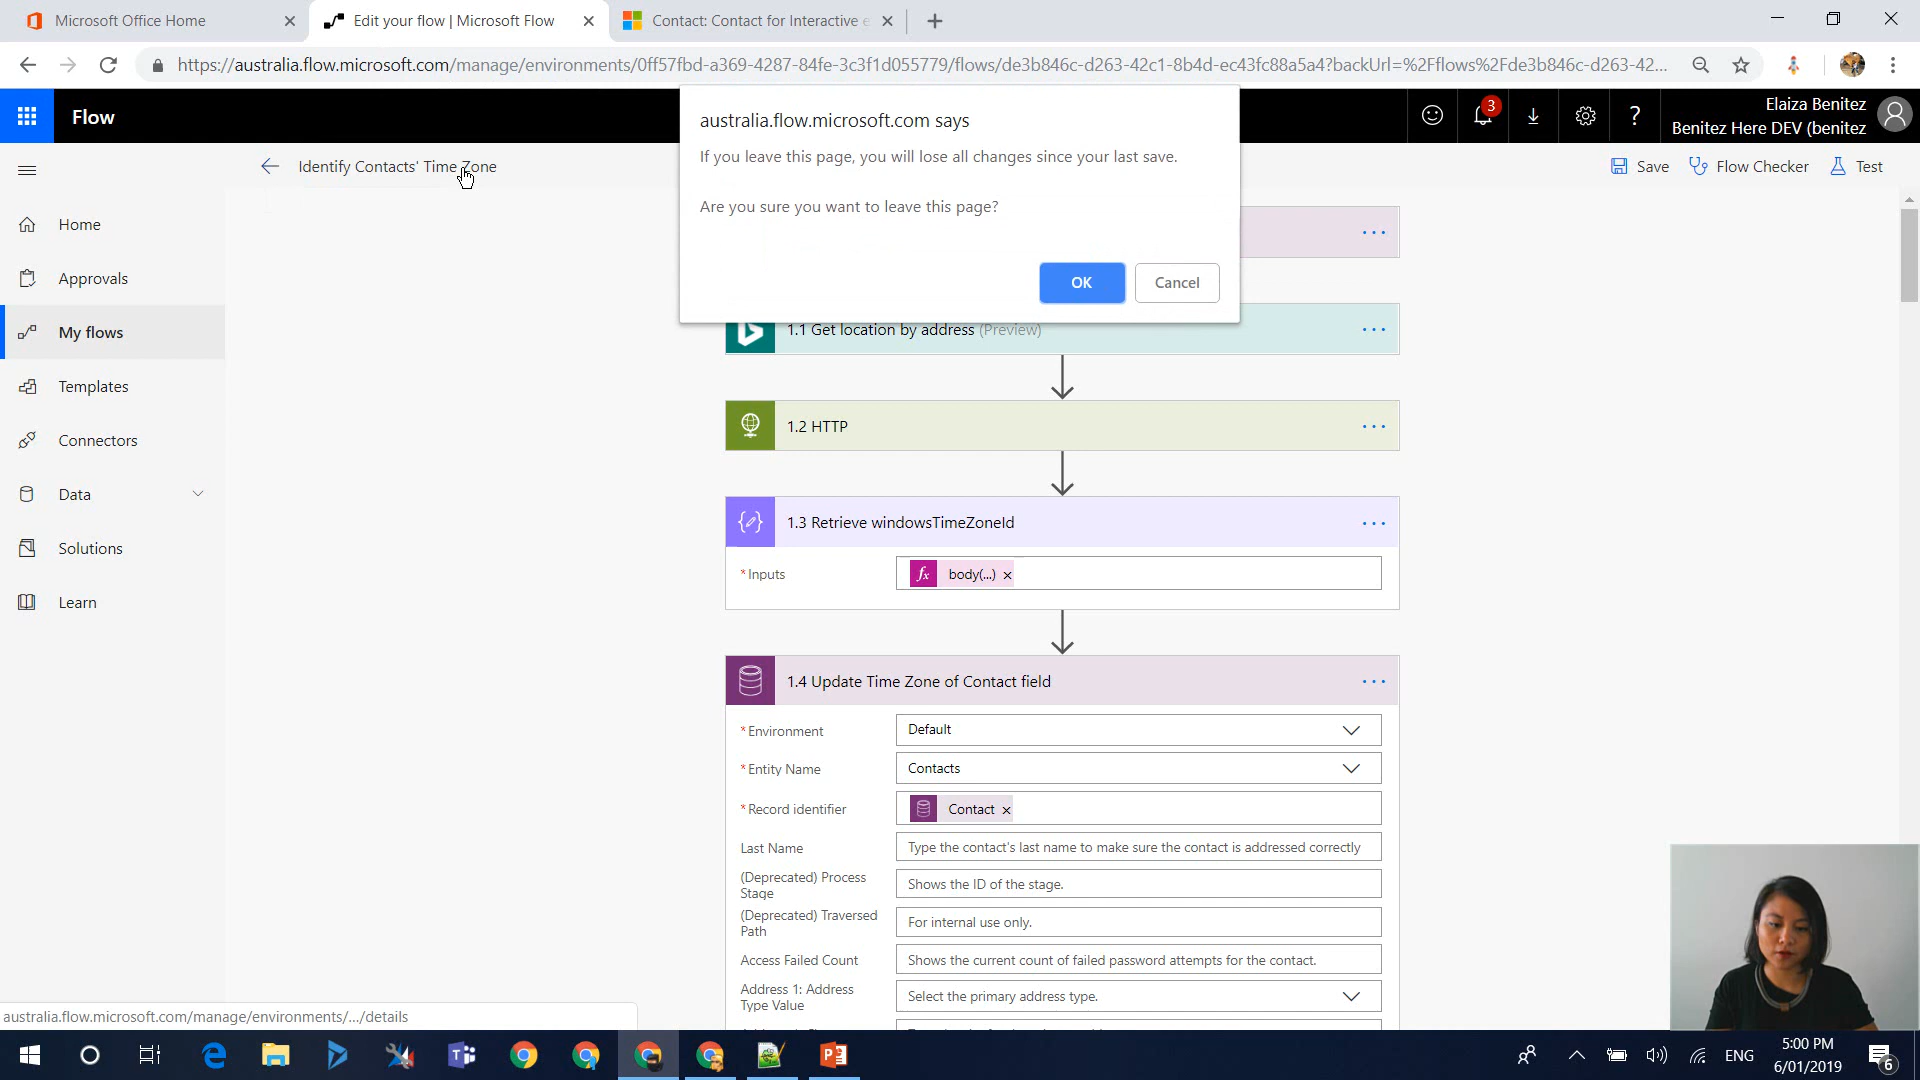 Microsoft Office Home
Edit your flow | Microsoft Flow
Contact: Contact for Interactive e
https://australia.flow.microsoft.com/manage/environments/0ff57fbd-a369-4287-84fe-3c3f1d055779/flows/de3b846c-d263-42c1-8b4d-ec43fc88a5a4?backUrl=%2Fflows%2Fde3b846c-d263-42...
Flow
3
?
Elaiza Benitez
Benitez Here DEV (benitez
australia.flow.microsoft.com says
If you leave this page, you will lose all changes since your last save.
Are you sure you want to leave this page?
OK
Cancel
Identify Contacts' Time Zone
Save
Flow Checker
Test
Home
Approvals
My flows
Templates
Connectors
Data
Solutions
Learn
1.1 Get location by address (Preview)
1.2 HTTP
1.3 Retrieve windowsTimeZoneId
* Inputs
fx body(...) ×
1.4 Update Time Zone of Contact field
* Environment
Default
* Entity Name
Contacts
* Record identifier
Contact ×
Last Name
Type the contact's last name to make sure the contact is addressed correctly
(Deprecated) Process
Stage
Shows the ID of the stage.
(Deprecated) Traversed
Path
For internal use only.
Access Failed Count
Shows the current count of failed password attempts for the contact.
Address 1: Address
Type Value
Select the primary address type.
australia.flow.microsoft.com/manage/environments/.../details
ENG
5:00 PM
6/01/2019
6